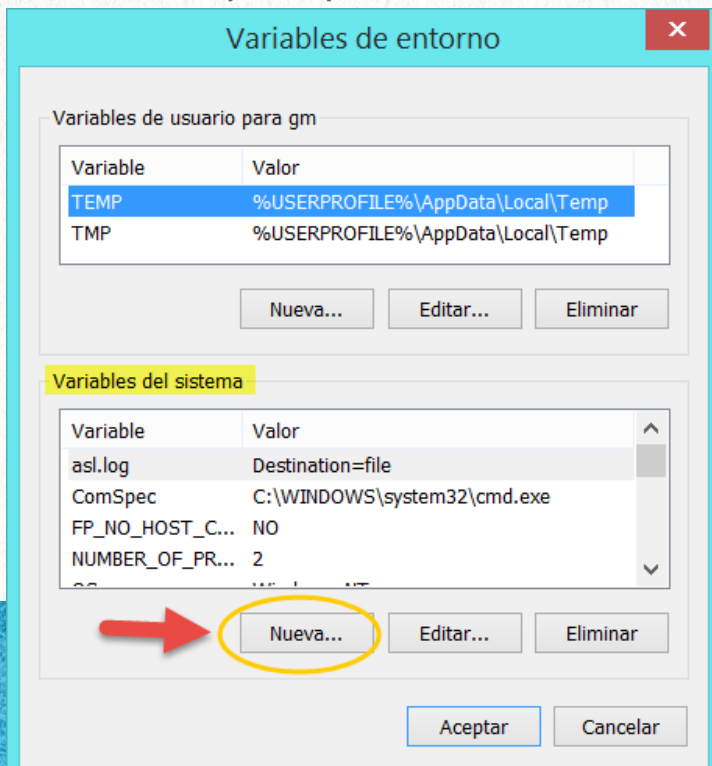 Variables de entorno
Variables de usuario para gm
Variable Valor
TEMP %USERPROFILE%\AppData\Local\Temp
TMP %USERPROFILE%\AppData\Local\Temp
Nueva... Editar... Eliminar
Variables del sistema
Variable Valor
asl.log Destination=file
ComSpec C:\WINDOWS\system32\cmd.exe
FP_NO_HOST_C... NO
NUMBER_OF_PR... 2
Nueva... Editar... Eliminar
Aceptar Cancelar